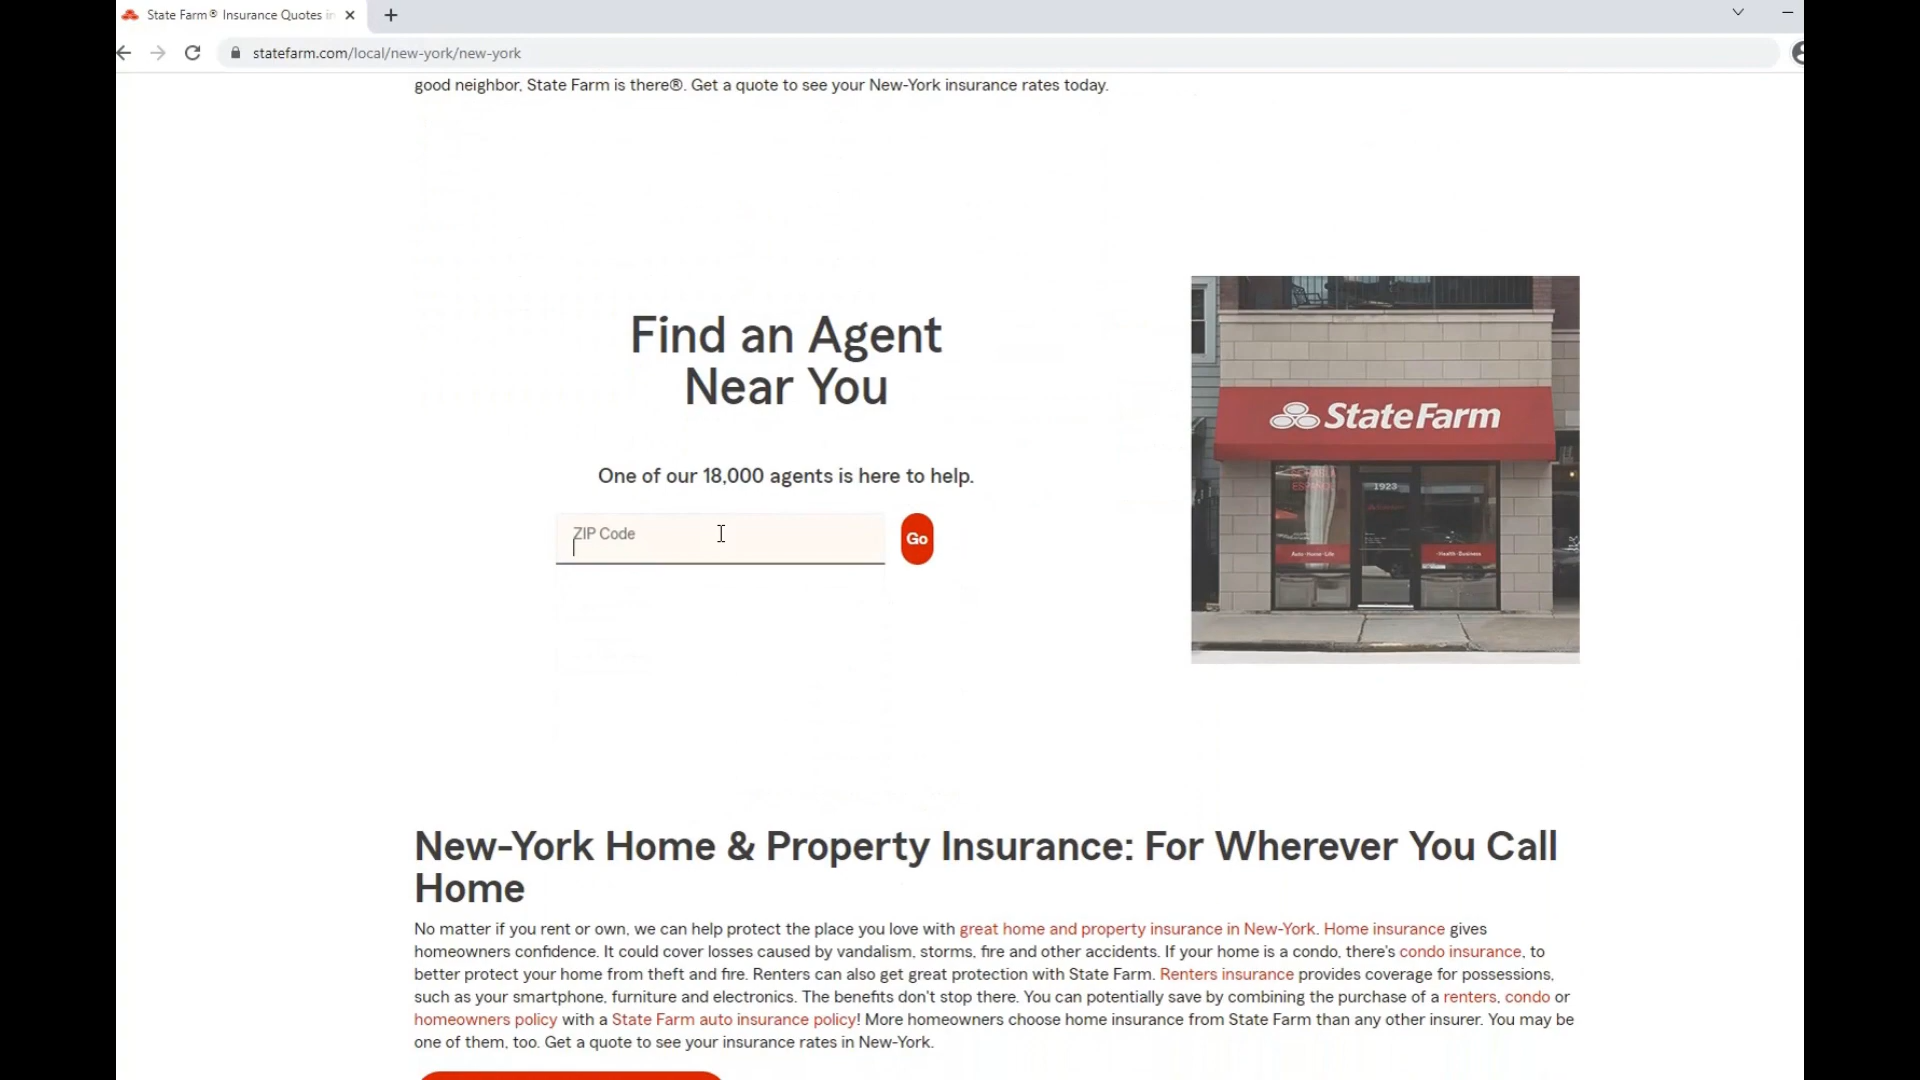 State Farm® Insurance Quotes in
statefarm.com/local/new-york/new-york
good neighbor, State Farm is there®. Get a quote to see your New-York insurance rates today.
Find an Agent
Near You
One of our 18,000 agents is here to help.
ZIP Code
Go
StateFarm
ESPAÑOL
1923
Auto-Home-Life
-Health-Business
New-York Home & Property Insurance: For Wherever You Call
Home
No matter if you rent or own, we can help protect the place you love with great home and property insurance in New-York. Home insurance gives
homeowners confidence. It could cover losses caused by vandalism, storms, fire and other accidents. If your home is a condo, there's condo insurance, to
better protect your home from theft and fire. Renters can also get great protection with State Farm. Renters insurance provides coverage for possessions,
such as your smartphone, furniture and electronics. The benefits don't stop there. You can potentially save by combining the purchase of a renters, condo or
homeowners policy with a State Farm auto insurance policy! More homeowners choose home insurance from State Farm than any other insurer. You may be
one of them, too. Get a quote to see your insurance rates in New-York.